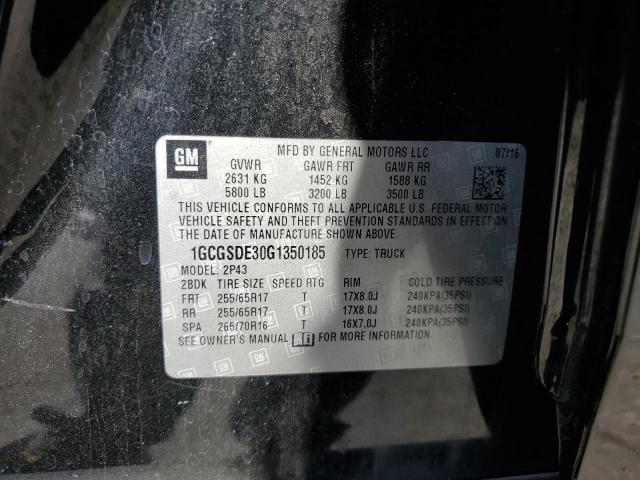 GM
MFD BY GENERAL MOTORS LLC 07/16
GVWR GAWR FRT GAWR RR
2631 KG 1452 KG 1588 KG
5800 LB 3200 LB 3500 LB
THIS VEHICLE CONFORMS TO ALL APPLICABLE U.S. FEDERAL MOTOR
VEHICLE SAFETY AND THEFT PREVENTION STANDARDS IN EFFECT ON
THE DATE OF MANUFACTURE SHOWN ABOVE.
1GCGSDE30G1350185 TYPE: TRUCK
MODEL: 2P43
2BDK TIRE SIZE SPEED RTG RIM COLD TIRE PRESSURE
FRT 255/65R17 T 17X8.0J 240KPA(35PSI)
RR 255/65R17 T 17X8.0J 240KPA(35PSI)
SPA 265/70R16 T 16X7.0J 240KPA(35PSI)
SEE OWNER'S MANUAL FOR MORE INFORMATION.